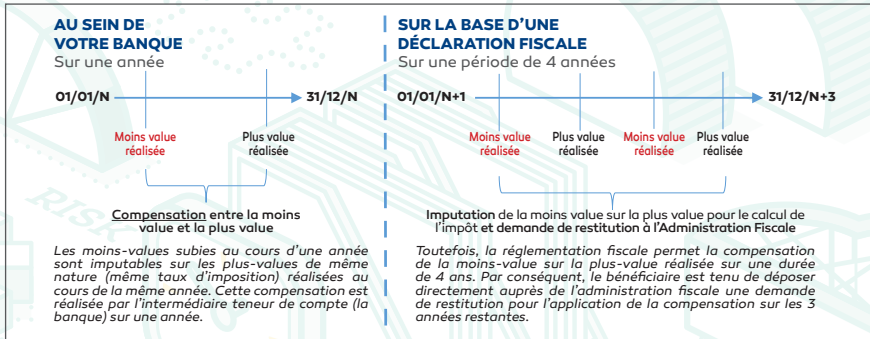 AU SEIN DE
VOTRE BANQUE
Sur une année
01/01/N
31/12/N
Moins value
réalisée
Plus value
réalisée
Compensation entre la moins
value et la plus value
Les moins-values subies au cours d'une année
sont imputables sur les plus-values de même
nature (même taux d'imposition) réalisées au
cours de la même année. Cette compensation est
réalisée par l'intermédiaire teneur de compte (la
banque) sur une année.
SUR LA BASE D'UNE
DÉCLARATION FISCALE
Sur une période de 4 années
01/01/N+1
31/12/N+3
Moins value
réalisée
Plus value
réalisée
Moins value
réalisée
Plus value
réalisée
Imputation de la moins value sur la plus value pour le calcul de
l'impôt et demande de restitution à l'Administration Fiscale
Toutefois, la réglementation fiscale permet la compensation
de la moins-value sur la plus-value réalisée sur une durée
de 4 ans. Par conséquent, le bénéficiaire est tenu de déposer
directement auprès de l'administration fiscale une demande
de restitution pour l'application de la compensation sur les 3
années restantes.
RISK